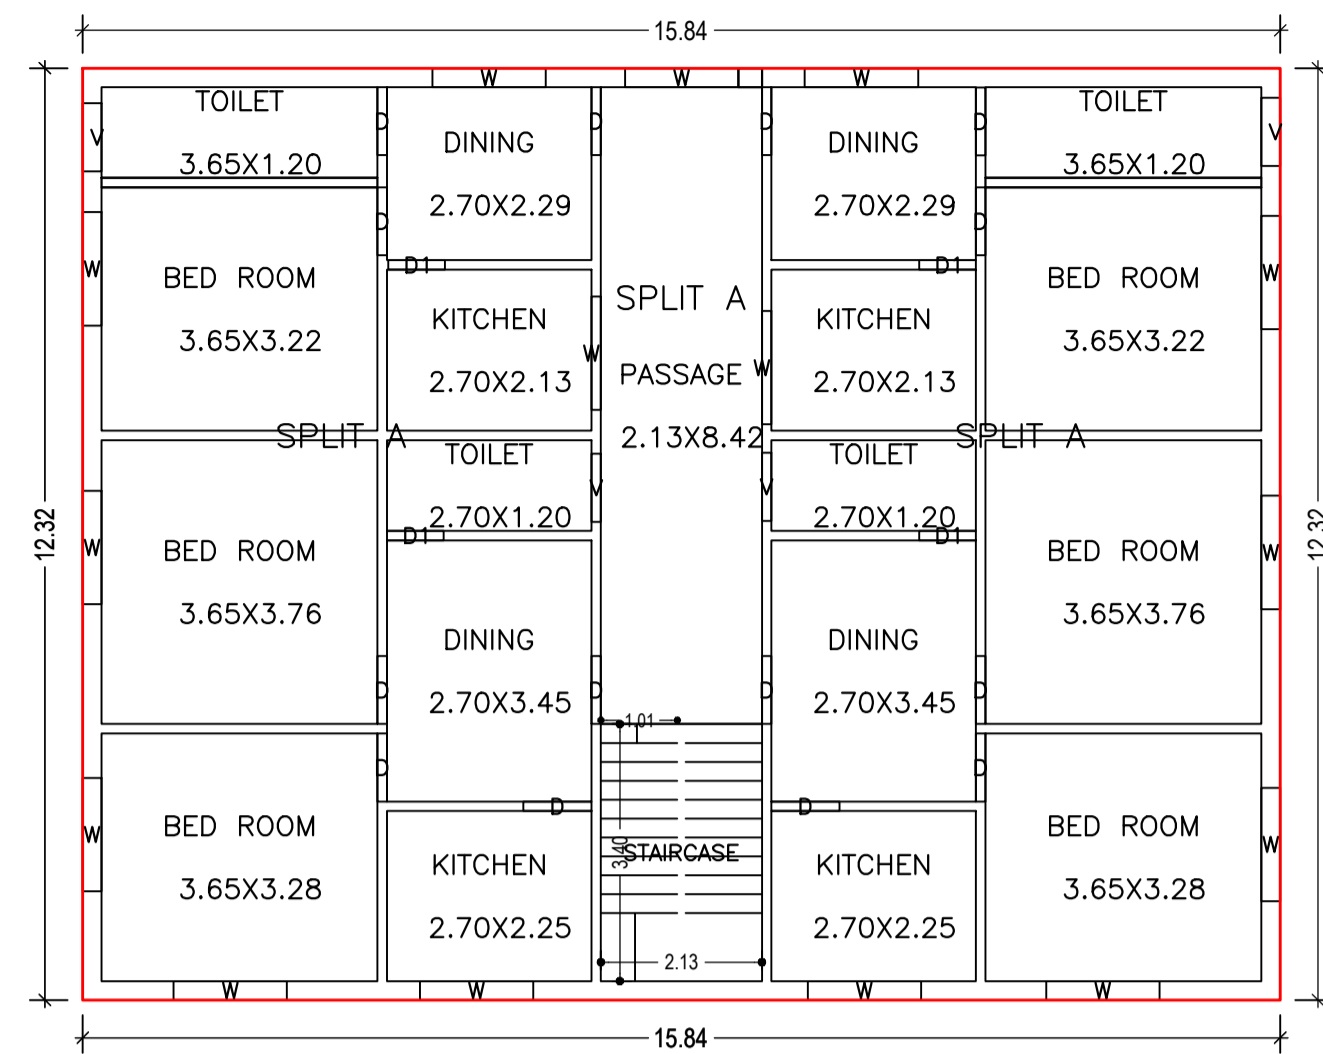 15.84
W
W
W
TOILET
3.65X1.20
V
D
DINING
2.70X2.29
D
D
DINING
2.70X2.29
D
TOILET
3.65X1.20
V
BED ROOM
3.65X3.22
W
D
D1
KITCHEN
2.70X2.13
W
SPLIT A
PASSAGE
2.13X8.42
W
D1
KITCHEN
2.70X2.13
D
BED ROOM
3.65X3.22
W
SPLIT A
SPLIT A
12.32
TOILET
2.70X1.20
V
D1
V
TOILET
2.70X1.20
D1
12.32
BED ROOM
3.65X3.76
W
D
DINING
2.70X3.45
D
D
DINING
2.70X3.45
D
BED ROOM
3.65X3.76
W
1.01
D
D
BED ROOM
3.65X3.28
W
D
KITCHEN
2.70X2.25
3.40
STAIRCASE
2.13
D
KITCHEN
2.70X2.25
BED ROOM
3.65X3.28
W
W
W
W
W
15.84